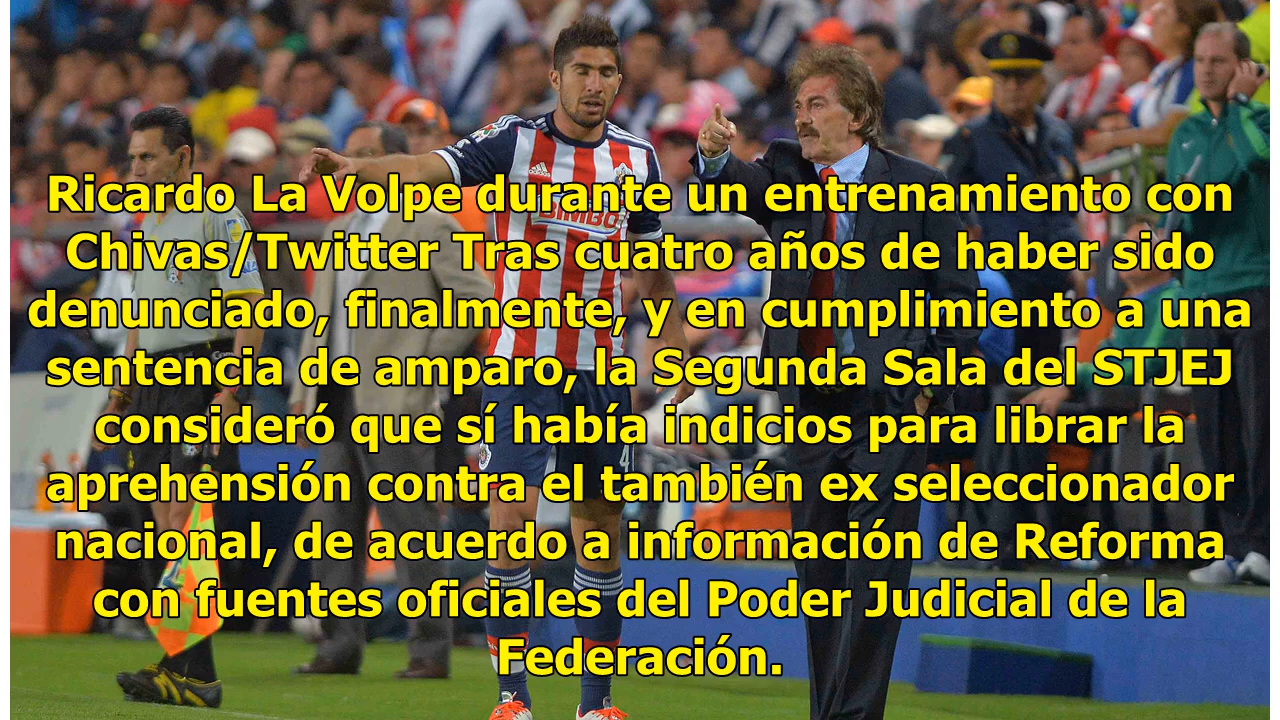 Ricardo La Volpe durante un entrenamiento con
Chivas/Twitter Tras cuatro años de haber sido
denunciado, finalmente, y en cumplimiento a una
sentencia de amparo, la Segunda Sala del STJEJ
consideró que sí había indicios para librar la
aprehensión contra el también ex seleccionador
nacional, de acuerdo a información de Reforma
con fuentes oficiales del Poder Judicial de la
Federación.
adidas
BIMBO
4